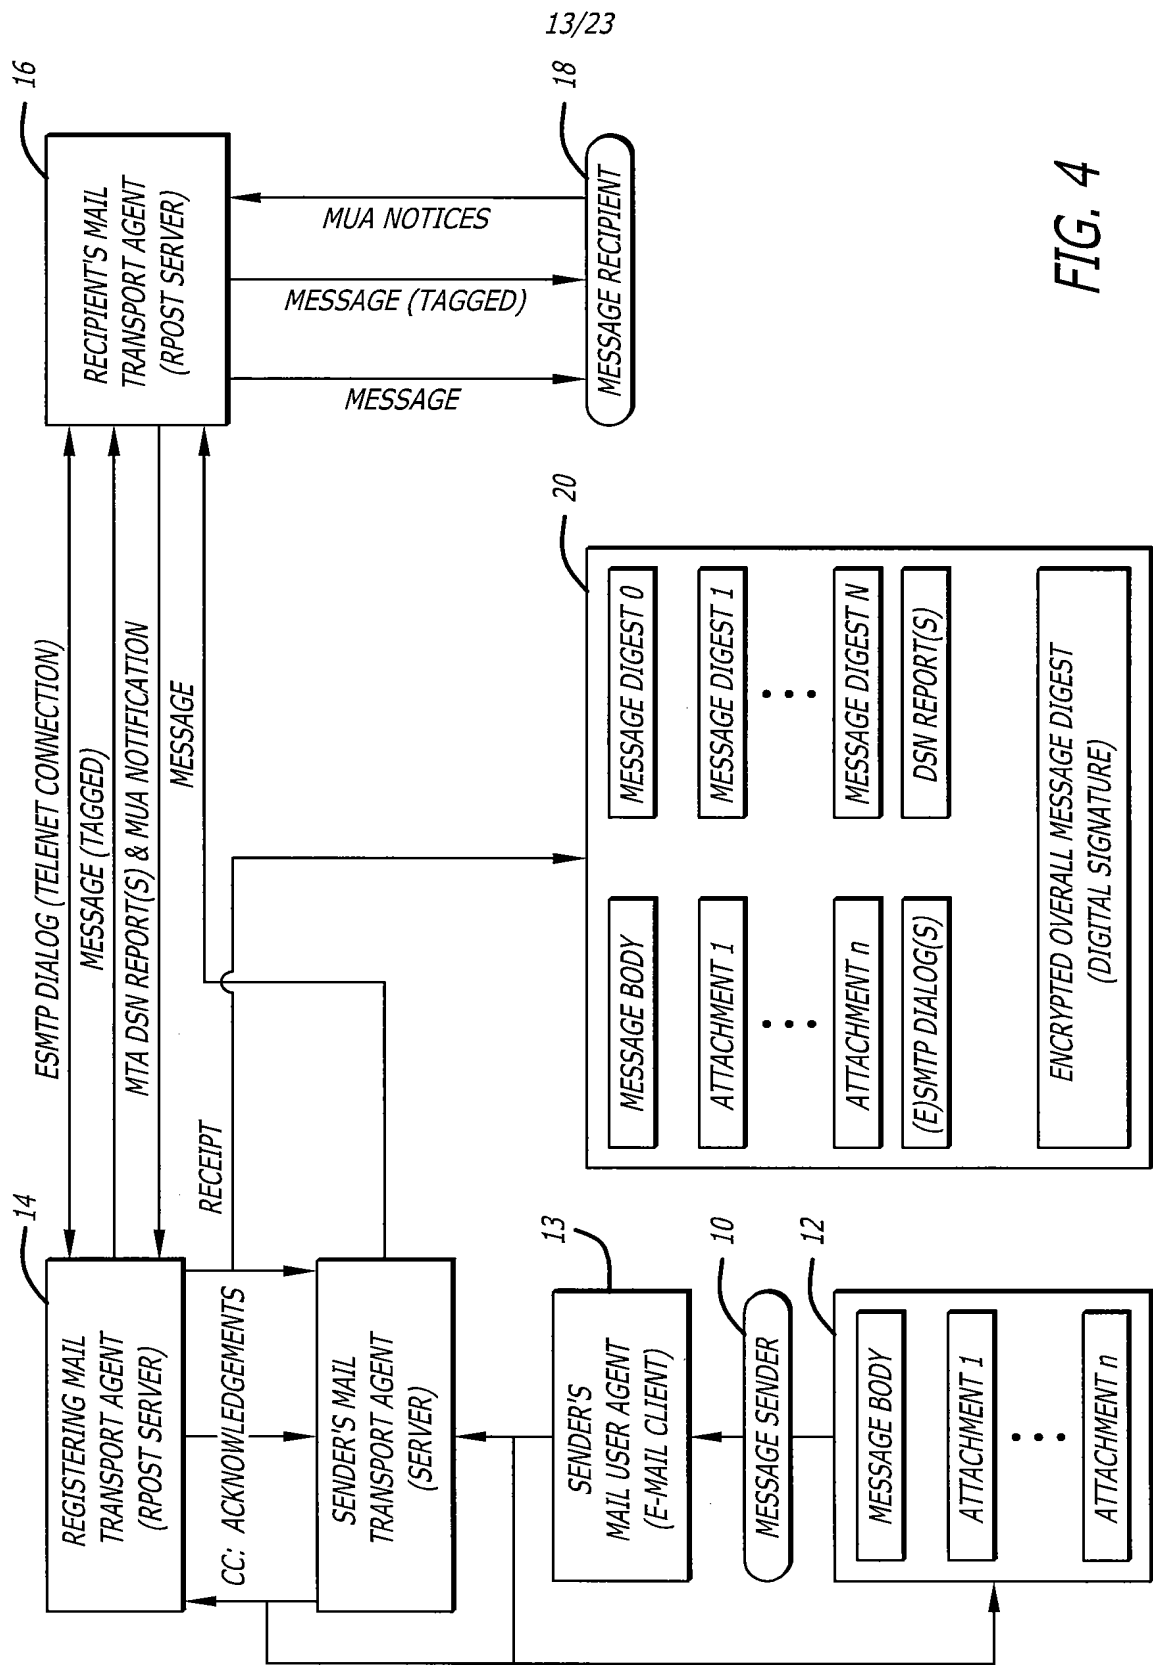 13/23
14
REGISTERING MAIL
TRANSPORT AGENT
(RPOST SERVER)
ESMTP DIALOG (TELENET CONNECTION)
MESSAGE (TAGGED)
MTA DSN REPORT(S) & MUA NOTIFICATION
MESSAGE
16
RECIPIENT'S MAIL
TRANSPORT AGENT
(RPOST SERVER)
CC: ACKNOWLEDGEMENTS
RECEIPT
SENDER'S MAIL
TRANSPORT AGENT
(SERVER)
MESSAGE
MESSAGE (TAGGED)
MUA NOTICES
18
MESSAGE RECIPIENT
13
SENDER'S
MAIL USER AGENT
(E-MAIL CLIENT)
10
MESSAGE SENDER
12
MESSAGE BODY
ATTACHMENT 1
ATTACHMENT n
20
MESSAGE BODY
MESSAGE DIGEST 0
ATTACHMENT 1
MESSAGE DIGEST 1
ATTACHMENT n
MESSAGE DIGEST N
(E)SMTP DIALOG(S)
DSN REPORT(S)
ENCRYPTED OVERALL MESSAGE DIGEST
(DIGITAL SIGNATURE)
FIG. 4